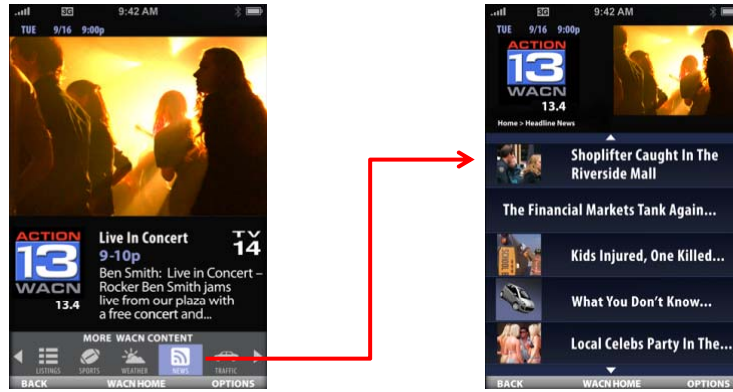 3G 9:42 AM
TUE 9/16 9:00p
ACTION
13
WACN
13.4
Live In Concert
9-10p
Ben Smith: Live in Concert –
Rocker Ben Smith jams
live from our plaza with
a free concert and...
TV
14
MORE WACN CONTENT
LISTINGS SPORTS WEATHER NEWS TRAFFIC
BACK WACN HOME OPTIONS
3G 9:42 AM
TUE 9/16 9:00p
ACTION
13
WACN
13.4
Home > Headline News
Shoplifter Caught In The
Riverside Mall
The Financial Markets Tank Again...
Kids Injured, One Killed...
What You Don't Know...
Local Celebs Party In The...
BACK WACN HOME OPTIONS